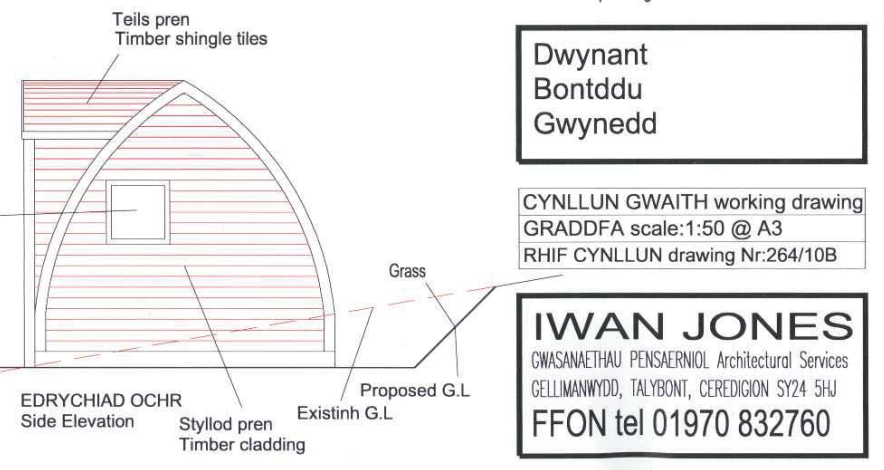 Teils pren
Timber shingle tiles
Grass
EDRYCHIAD OCHR
Side Elevation
Styllod pren
Timber cladding
Existinh G.L
Proposed G.L
Dwynant
Bontddu
Gwynedd
CYNLLUN GWAITH working drawing
GRADDFA scale:1:50 @ A3
RHIF CYNLLUN drawing Nr:264/10B
IWAN JONES
GWASANAETHAU PENSAERNIOL Architectural Services
GELLIMANWYDD, TALYBONT, CEREDIGION SY24 5HJ
FFON tel 01970 832760